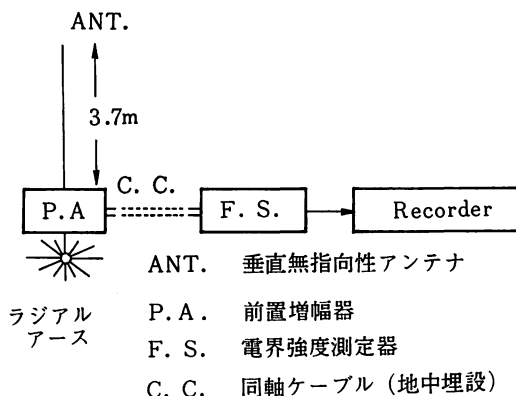 ANT.
3.7m
C. C.
P.A
F. S.
Recorder
ANT. 垂直無指向性アンテナ
ラジアル
アース
P.A. 前置増幅器
F. S. 電界強度測定器
C. C. 同軸ケーブル (地中埋設)